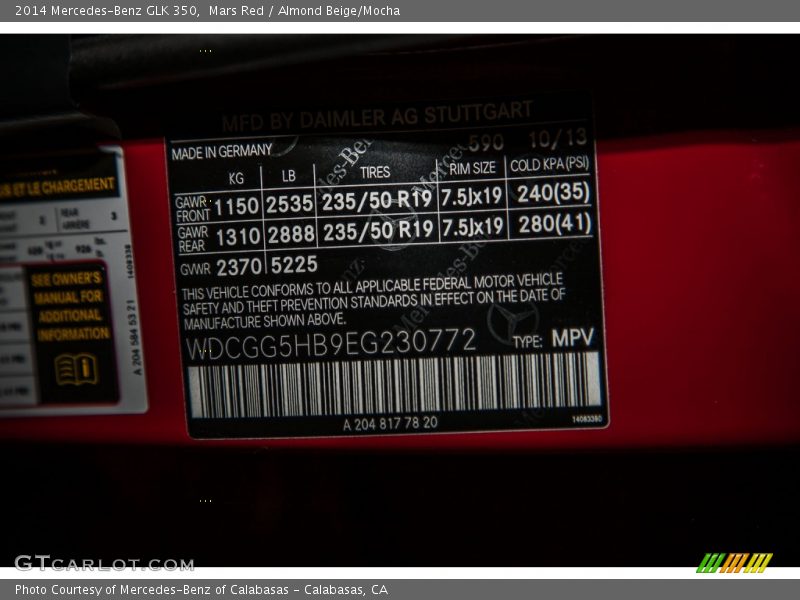 2014 Mercedes-Benz GLK 350, Mars Red / Almond Beige/Mocha
MFD BY DAIMLER AG STUTTGART
590 10/13
MADE IN GERMANY
KG LB TIRES RIM SIZE COLD KPA (PSI)
GAWR FRONT 1150 2535 235/50 R19 7.5Jx19 240(35)
GAWR REAR 1310 2888 235/50 R19 7.5Jx19 280(41)
GVWR 2370 5225
THIS VEHICLE CONFORMS TO ALL APPLICABLE FEDERAL MOTOR VEHICLE
SAFETY AND THEFT PREVENTION STANDARDS IN EFFECT ON THE DATE OF
MANUFACTURE SHOWN ABOVE.
WDCGG5HB9EG230772 TYPE: MPV
A 204 817 78 20
14083380
ET LE CHARGEMENT
REAR 3
ARRIÈRE
SEE OWNER'S
MANUAL FOR
ADDITIONAL
INFORMATION
A 204 584 53 21
GTCARLOT.COM
Photo Courtesy of Mercedes-Benz of Calabasas - Calabasas, CA